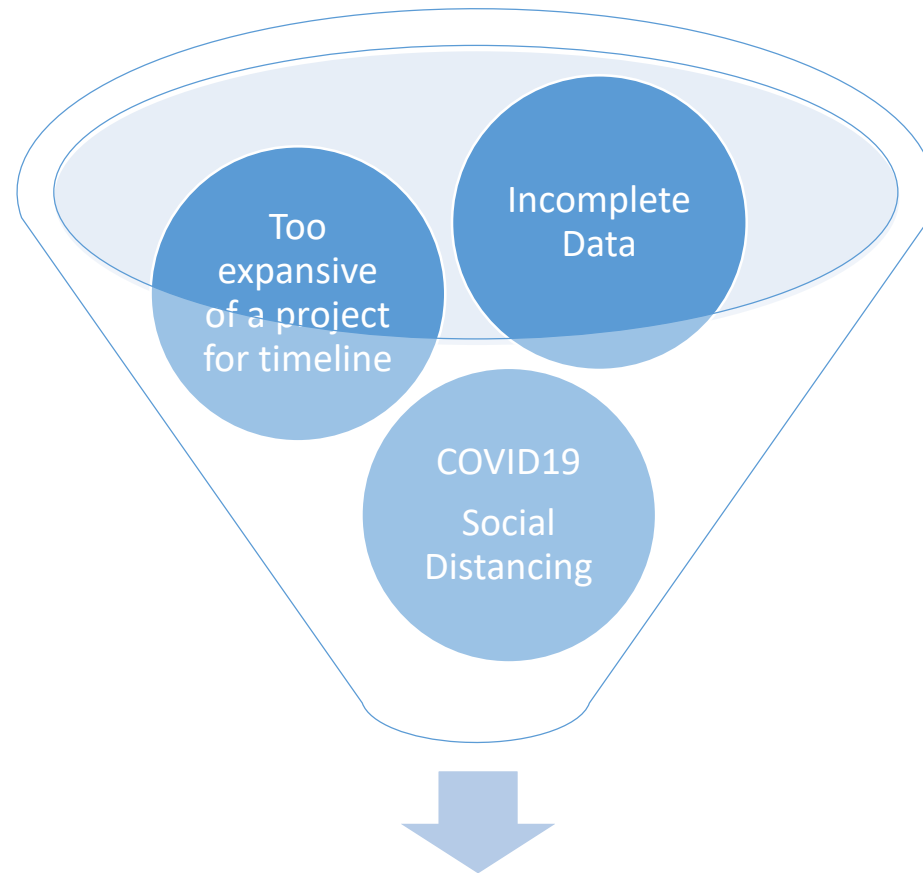 Too
expansive
of a project
for timeline
Incomplete
Data
COVID19
Social
Distancing